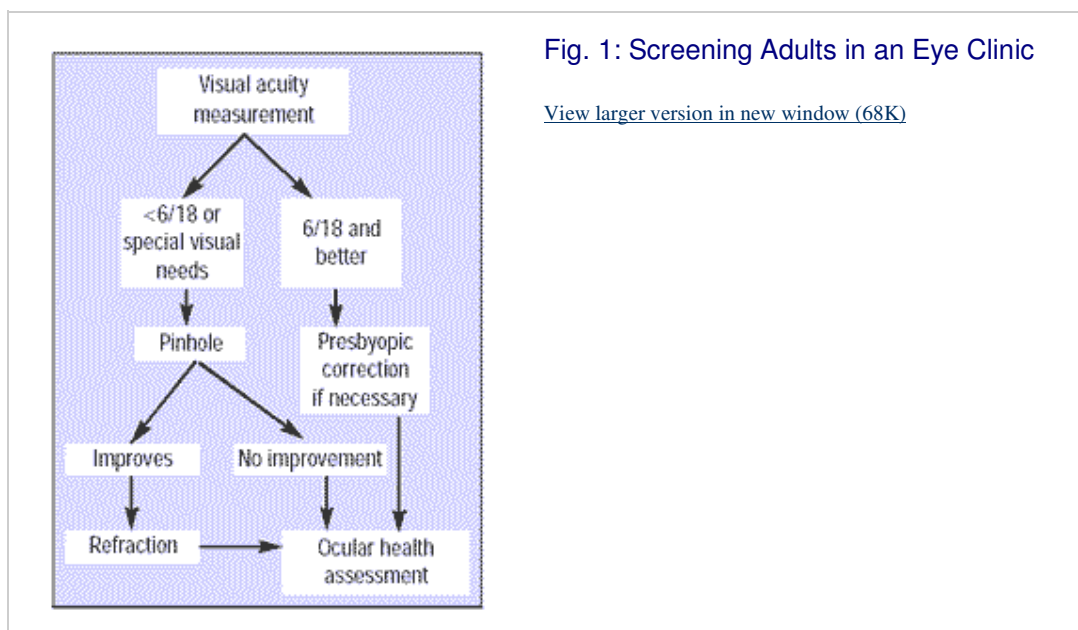 Fig. 1: Screening Adults in an Eye Clinic
View larger version in new window (68K)
Visual acuity
measurement
<6/18 or
special visual
needs
6/18 and
better
Pinhole
Presbyopic
correction
if necessary
Improves
No improvement
Refraction
Ocular health
assessment